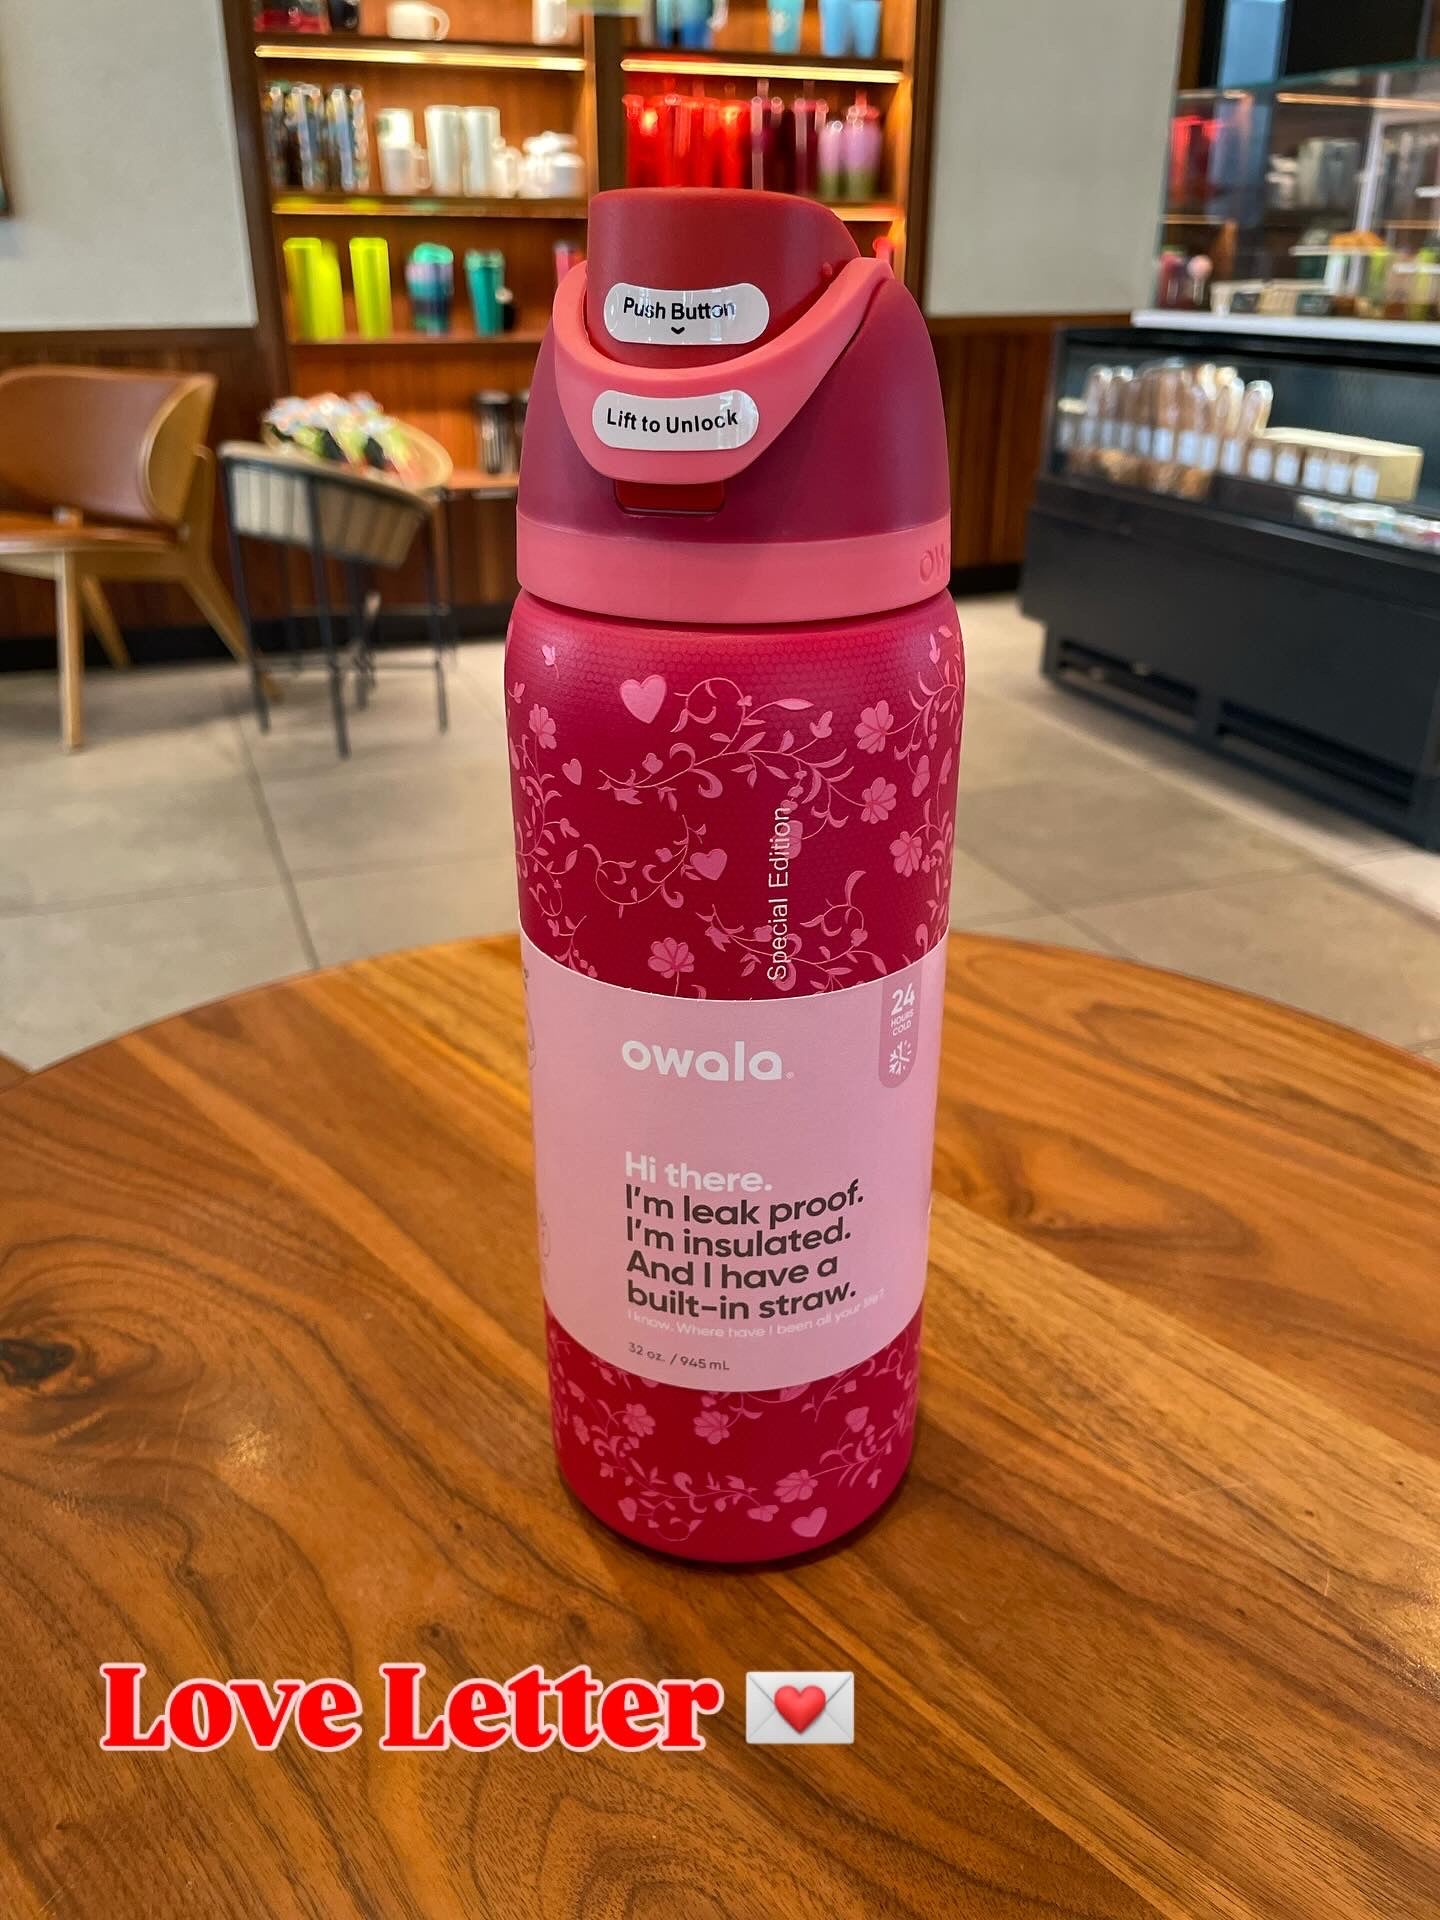 Push Button
Lift to Unlock
OW
Special Edition
24
HOURS
COLD
owala
Hi there.
I'm leak proof.
I'm insulated.
And I have a
built-in straw.
I know. Where have I been all your life?
32 oz. / 945 mL
Love Letter 💌